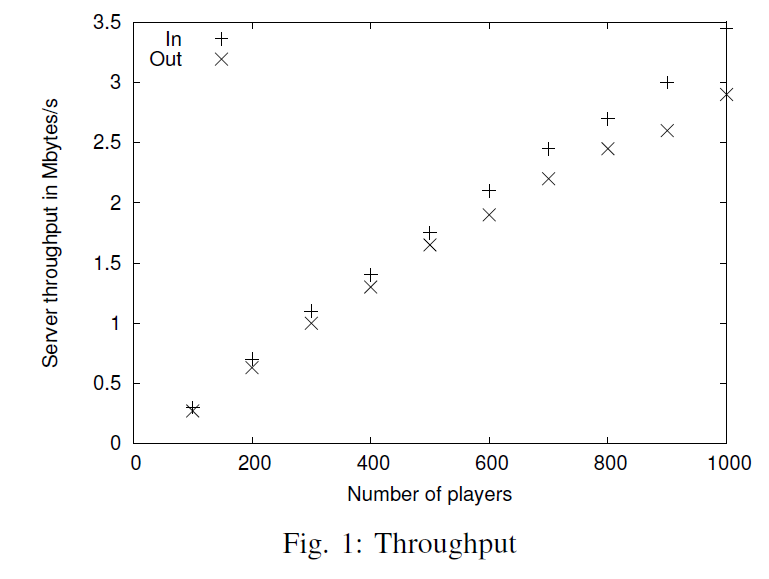 3.5
In
Out
3
2.5
2
1.5
1
0.5
0
Server throughput in Mbytes/s
0 200 400 600 800 1000
Number of players
Fig. 1: Throughput